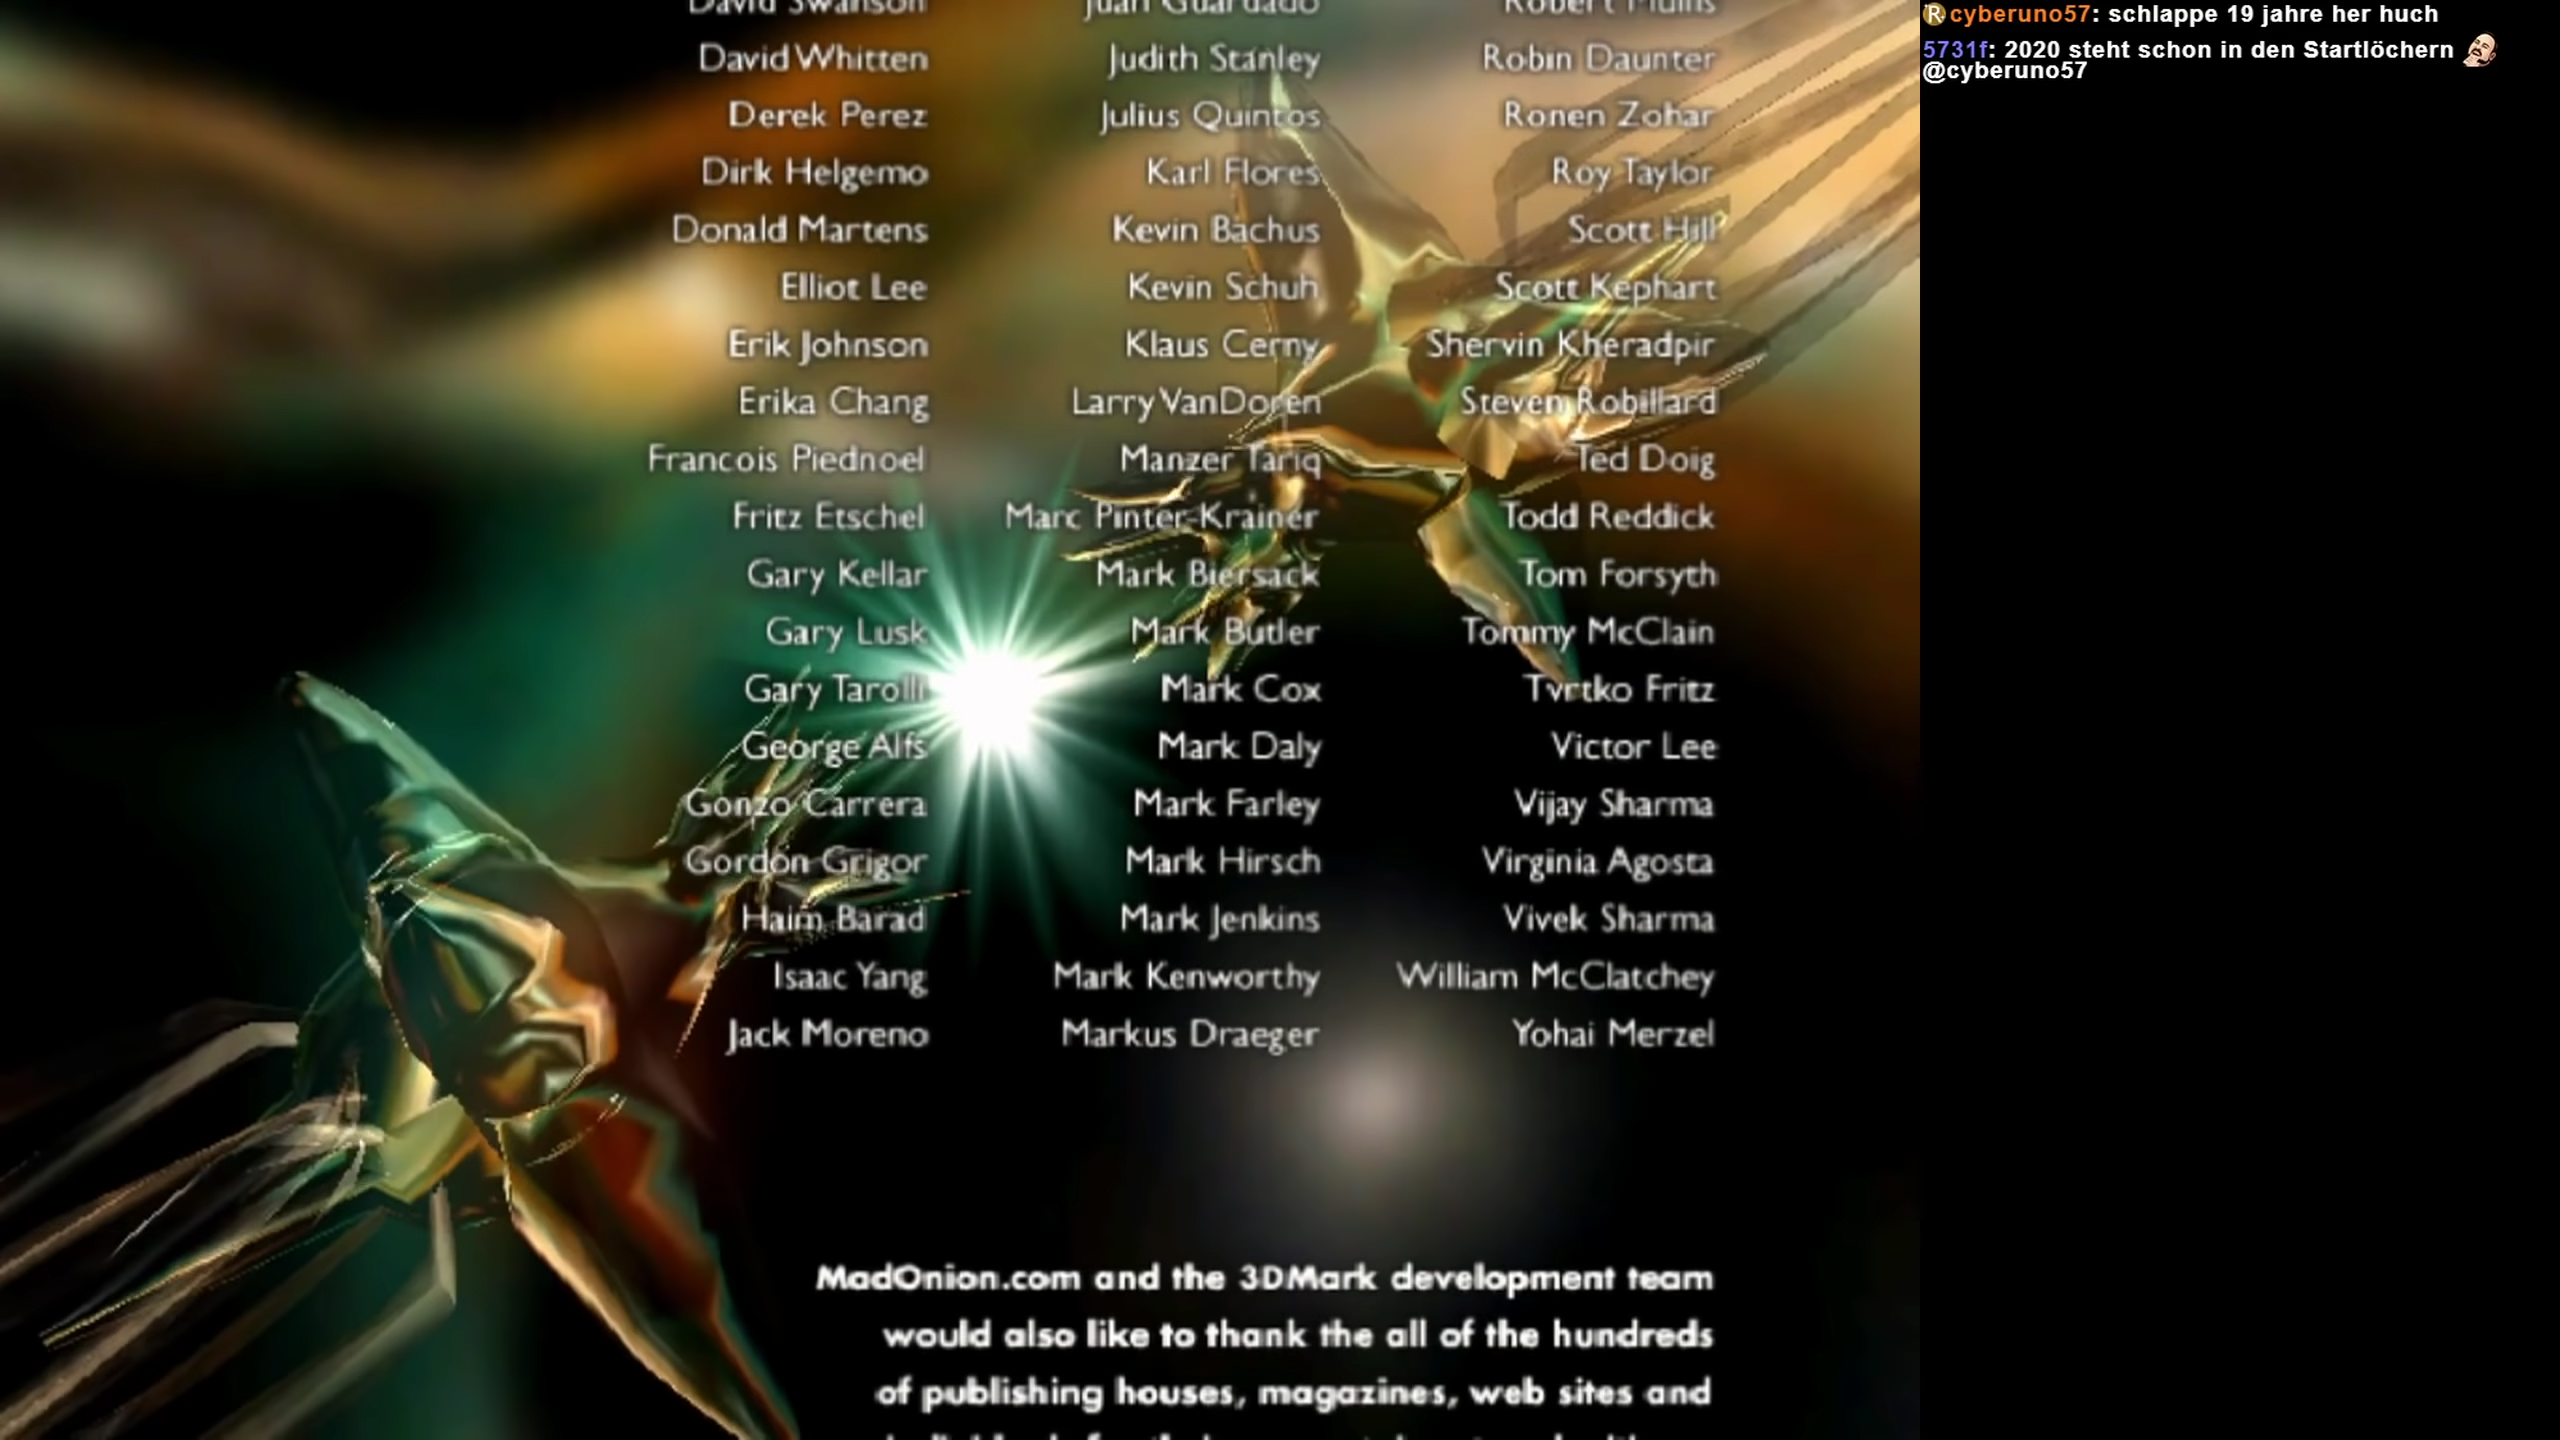 David Swanson
David Whitten
Derek Perez
Dirk Helgemo
Donald Martens
Elliot Lee
Erik Johnson
Erika Chang
Francois Piednoel
Fritz Etschel
Gary Kellar
Gary Lusk
Gary Tarolli
George Alfs
Gonzo Carrera
Gordon Grigor
Haim Barad
Isaac Yang
Jack Moreno
Juan Guardado
Judith Stanley
Julius Quintos
Karl Flores
Kevin Bachus
Kevin Schuh
Klaus Cerny
Larry VanDoren
Manzer Tariq
Marc Pinter-Krainer
Mark Biersack
Mark Butler
Mark Cox
Mark Daly
Mark Farley
Mark Hirsch
Mark Jenkins
Mark Kenworthy
Markus Draeger
Robert Mullis
Robin Daunter
Ronen Zohar
Roy Taylor
Scott Hill
Scott Kephart
Shervin Kheradpir
Steven Robillard
Ted Doig
Todd Reddick
Tom Forsyth
Tommy McClain
Tvrtko Fritz
Victor Lee
Vijay Sharma
Virginia Agosta
Vivek Sharma
William McClatchey
Yohai Merzel
MadOnion.com and the 3DMark development team
would also like to thank the all of the hundreds
of publishing houses, magazines, web sites and
cyberuno57: schlappe 19 jahre her huch
5731f: 2020 steht schon in den Startlöchern
@cyberuno57